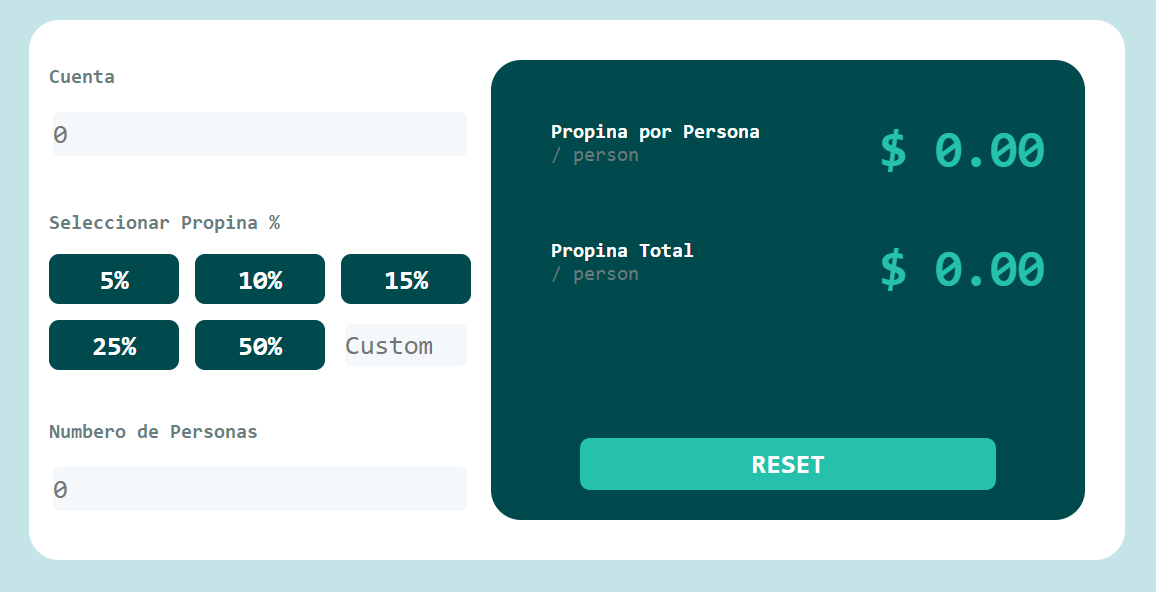 Cuenta
0
Seleccionar Propina %
5% 10% 15%
25% 50% Custom
Numbero de Personas
0
Propina por Persona
/ person
$ 0.00
Propina Total
/ person
$ 0.00
RESET